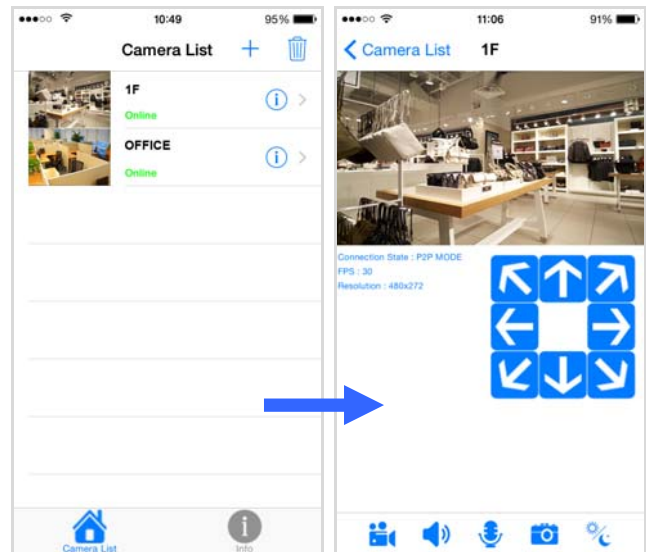 10:49
95%
Camera List
1F
Online
OFFICE
Online
Camera List
Info
11:06
91%
Camera List
1F
Connection State : P2P MODE
FPS : 30
Resolution : 480x272